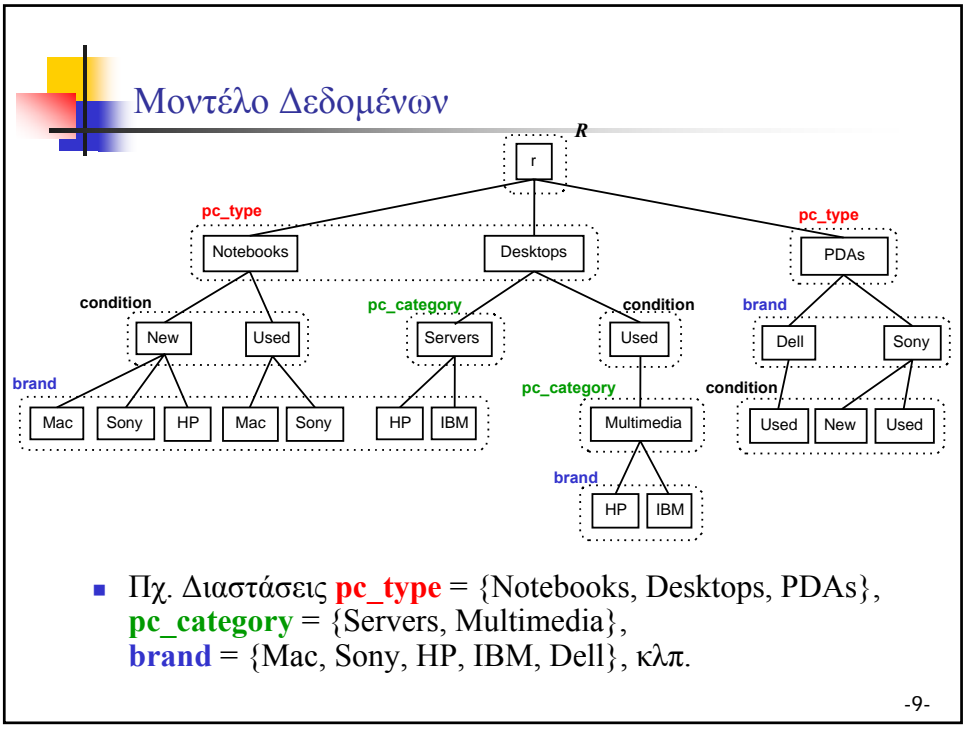 Μοντέλο Δεδομένων
R
r
pc_type
pc_type
Notebooks
Desktops
PDAs
condition
pc_category
condition
brand
New
Used
Servers
Used
Dell
Sony
brand
pc_category
condition
Mac
Sony
HP
Mac
Sony
HP
IBM
Multimedia
Used
New
Used
brand
HP
IBM
Πχ. Διαστάσεις pc_type = {Notebooks, Desktops, PDAs},
pc_category = {Servers, Multimedia},
brand = {Mac, Sony, HP, IBM, Dell}, κλπ.
-9-